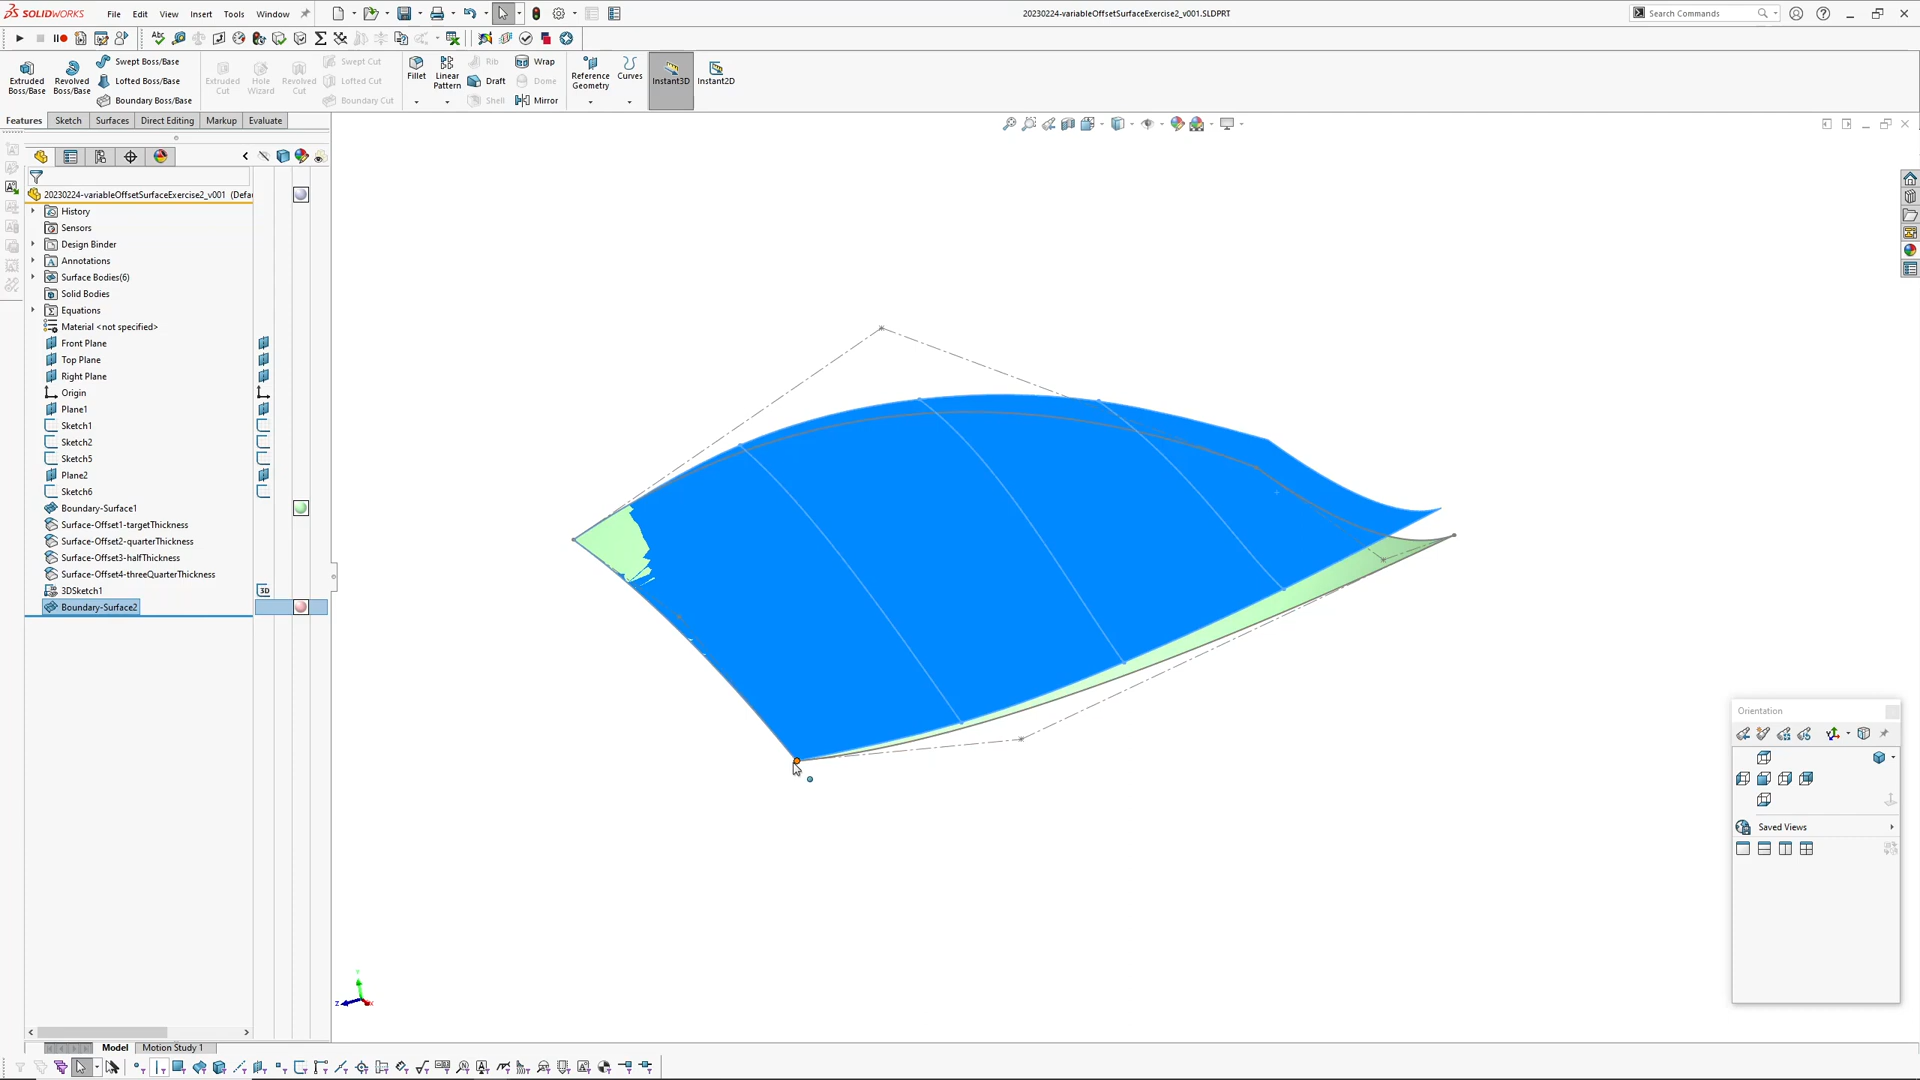 SOLIDWORKS File Edit View Insert Tools Window 20230224-variableOffsetSurfaceExercise2_v001.SLDPRT Search Commands
Extruded Boss/Base
Revolved Boss/Base
Swept Boss/Base
Lofted Boss/Base
Boundary Boss/Base
Extruded Cut
Hole Wizard
Revolved Cut
Swept Cut
Lofted Cut
Boundary Cut
Fillet
Linear Pattern
Rib
Draft
Shell
Wrap
Dome
Mirror
Reference Geometry
Curves
Instant3D
Instant2D
Features Sketch Surfaces Direct Editing Markup Evaluate
20230224-variableOffsetSurfaceExercise2_v001 (Defa
History
Sensors
Design Binder
Annotations
Surface Bodies(6)
Solid Bodies
Equations
Material <not specified>
Front Plane
Top Plane
Right Plane
Origin
Plane1
Sketch1
Sketch2
Sketch5
Plane2
Sketch6
Boundary-Surface1
Surface-Offset1-targetThickness
Surface-Offset2-quarterThickness
Surface-Offset3-halfThickness
Surface-Offset4-threeQuarterThickness
3DSketch1
3D
Boundary-Surface2
Orientation
Saved Views
Model Motion Study 1